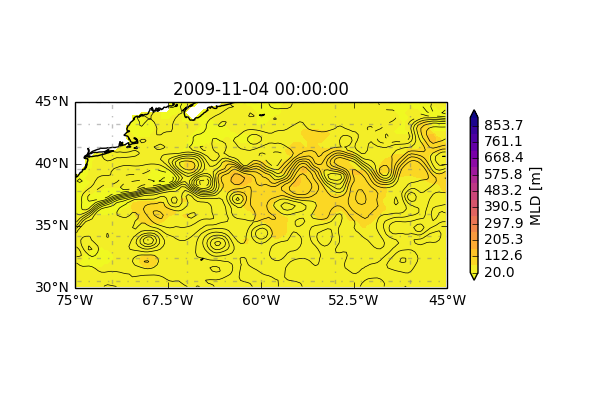 2009-11-04 00:00:00
45°N
40°N
35°N
30°N
75°W
67.5°W
60°W
52.5°W
45°W
853.7
761.1
668.4
575.8
483.2
390.5
297.9
205.3
112.6
20.0
MLD [m]